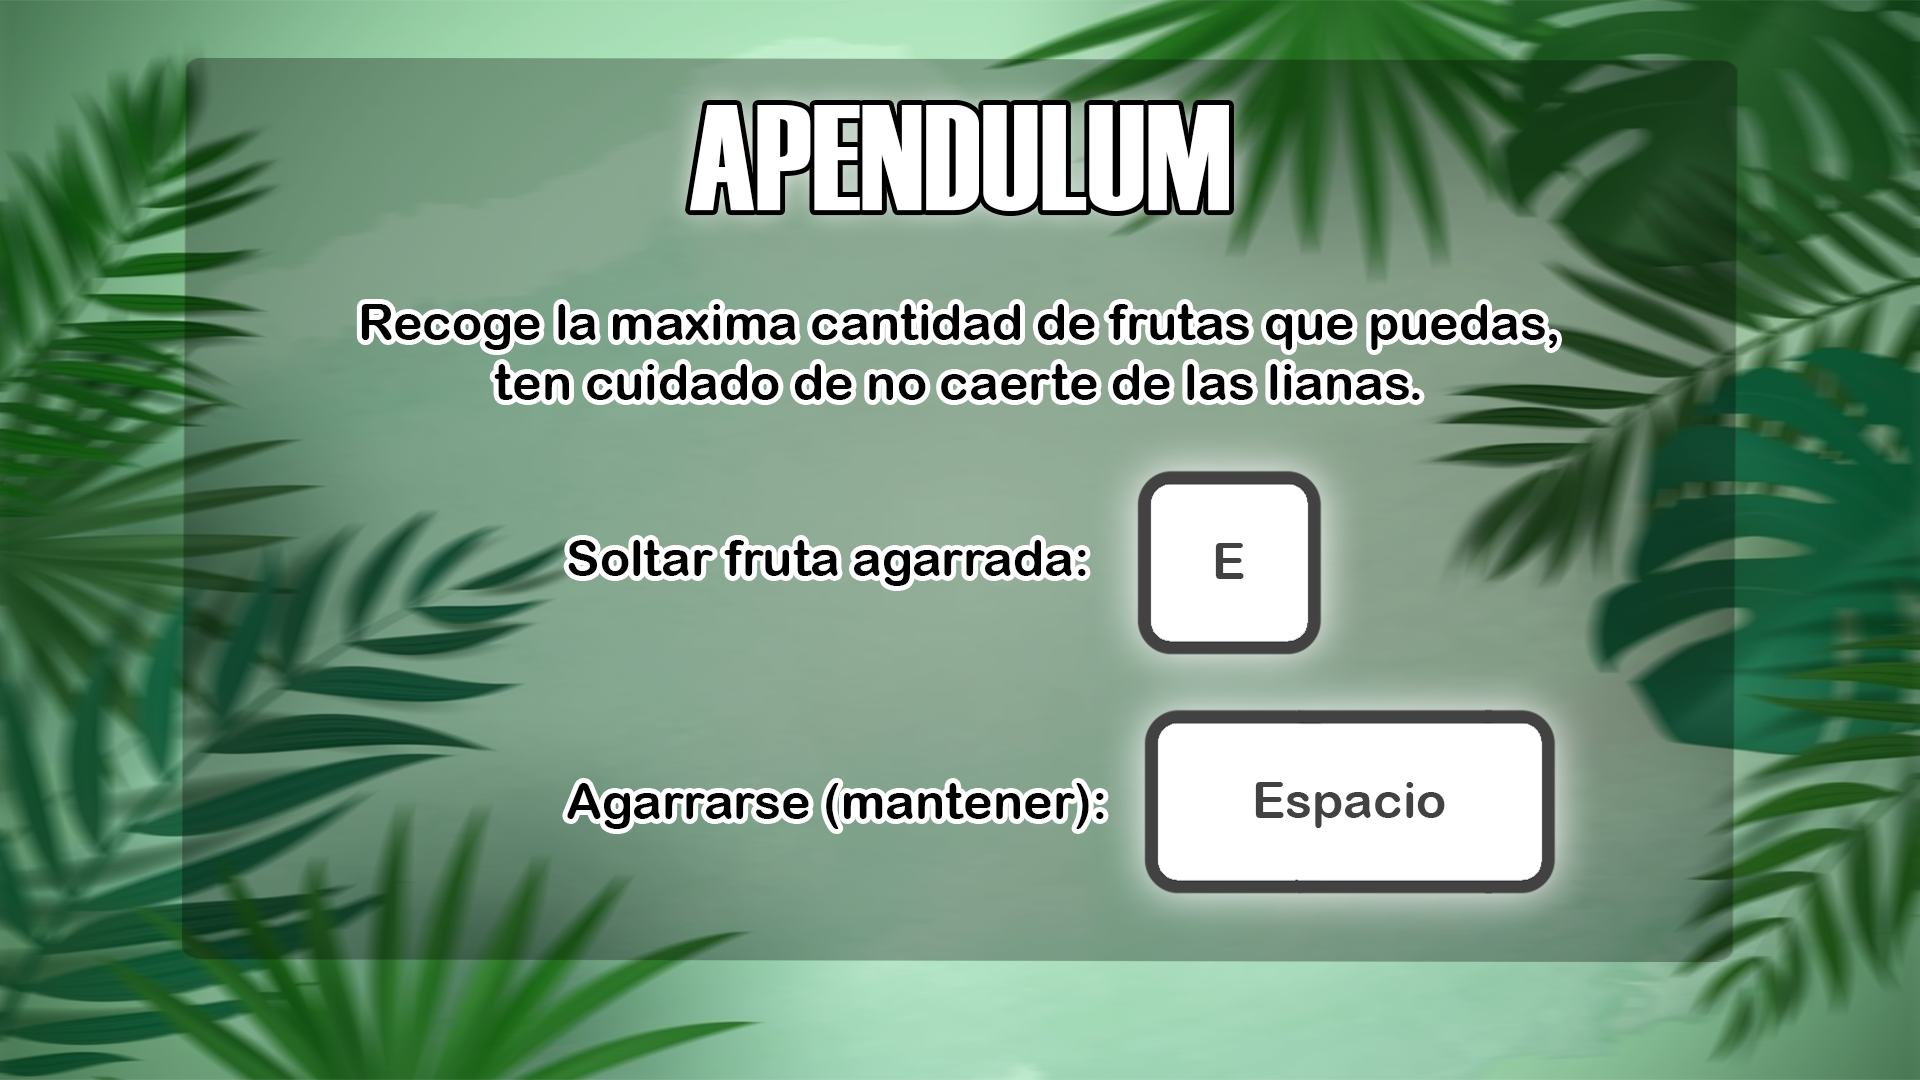 APENDULUM
Recoge la maxima cantidad de frutas que puedas,
ten cuidado de no caerte de las lianas.
Soltar fruta agarrada:
E
Agarrarse (mantener):
Espacio